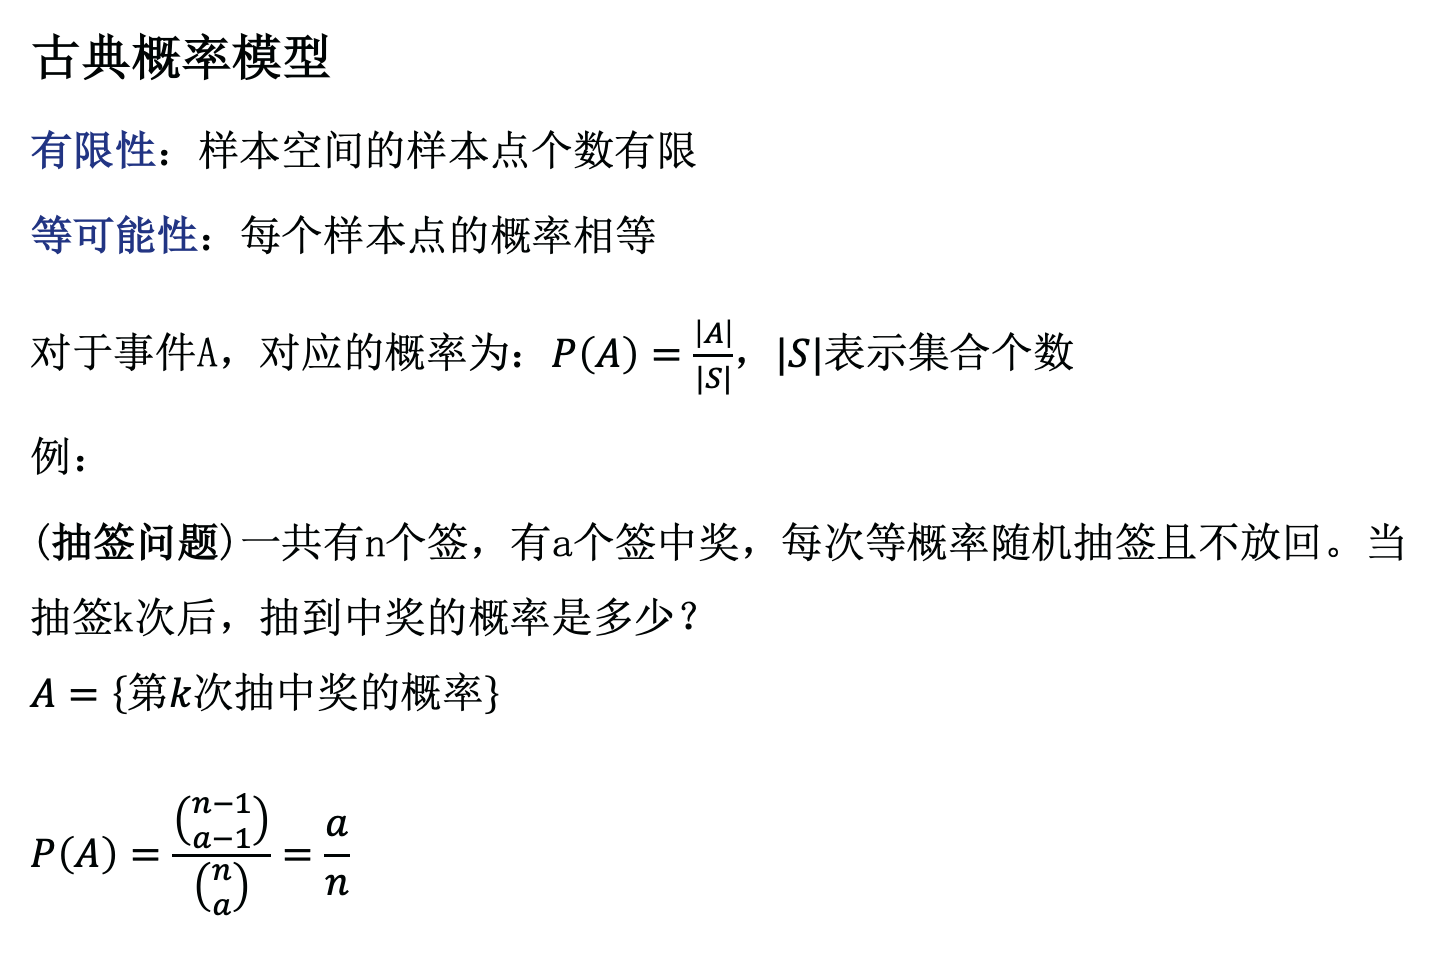 古典概率模型
有限性：样本空间的样本点个数有限
等可能性：每个样本点的概率相等
对于事件A，对应的概率为：P(A) = |A|/|S|，|S|表示集合个数
例：
(抽签问题)一共有n个签，有a个签中奖，每次等概率随机抽签且不放回。当
抽签k次后，抽到中奖的概率是多少？
A = {第k次抽中奖的概率}
P(A) = \frac{\binom{n-1}{a-1}}{\binom{n}{a}} = \frac{a}{n}